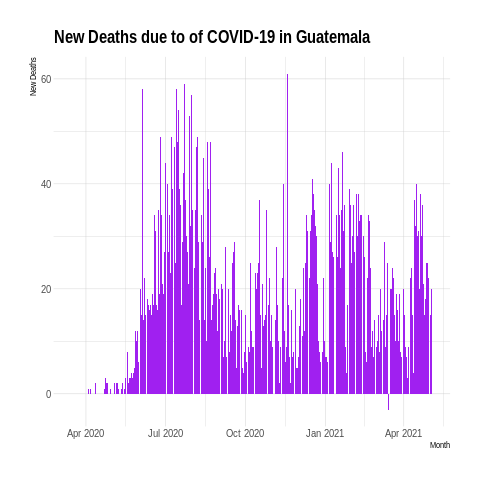 New Deaths due to of COVID-19 in Guatemala
New Deaths
60
40
20
0
Apr 2020 Jul 2020 Oct 2020 Jan 2021 Apr 2021
Month